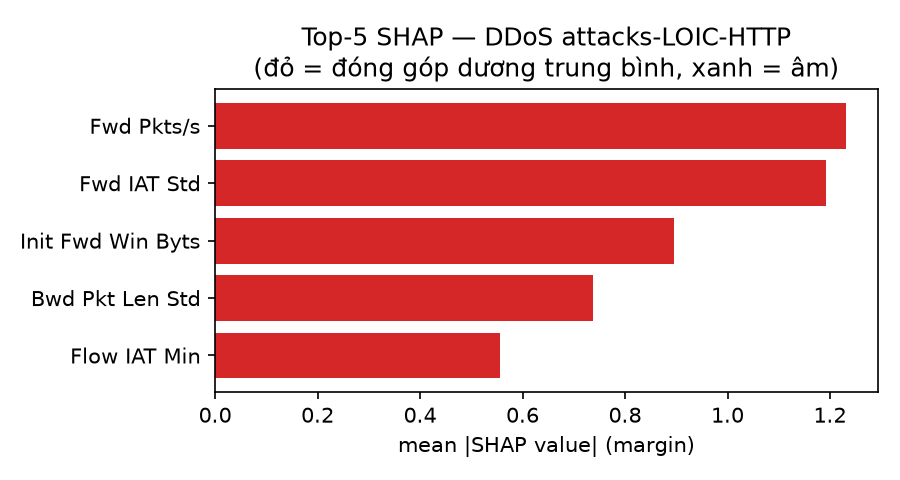 Top-5 SHAP — DDoS attacks-LOIC-HTTP
(đỏ = đóng góp dương trung bình, xanh = âm)
Fwd Pkts/s
Fwd IAT Std
Init Fwd Win Byts
Bwd Pkt Len Std
Flow IAT Min
0.0 0.2 0.4 0.6 0.8 1.0 1.2
mean |SHAP value| (margin)